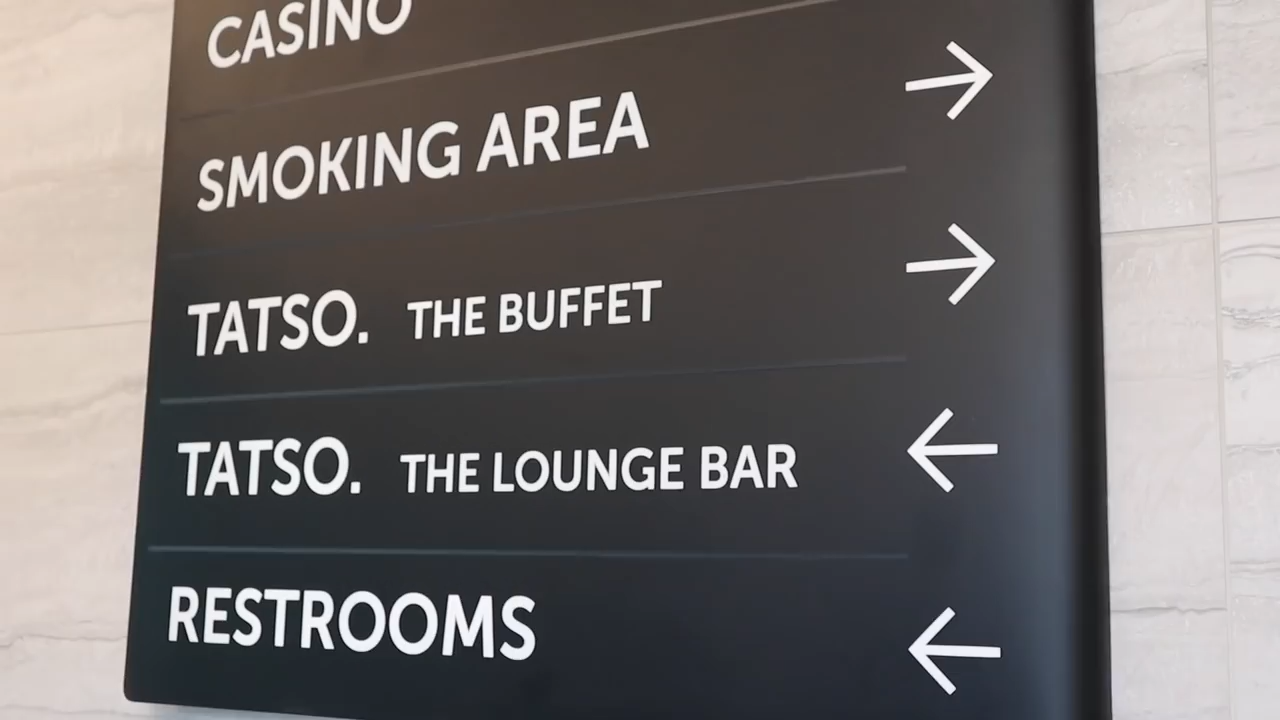 CASINO
SMOKING AREA →
TATSO. THE BUFFET →
TATSO. THE LOUNGE BAR ←
RESTROOMS ←